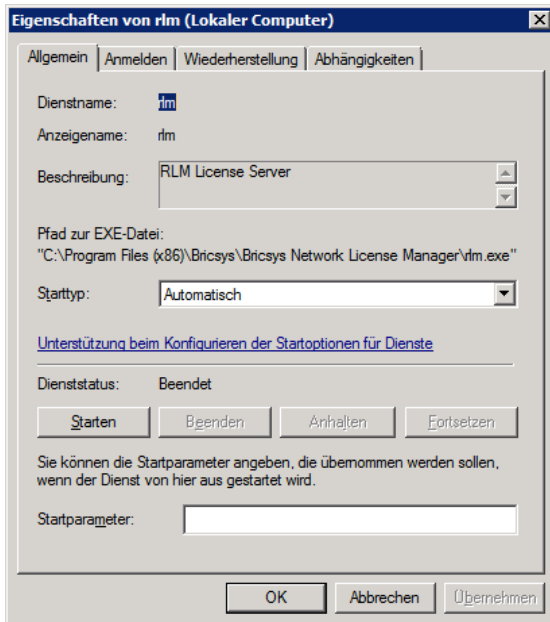 Eigenschaften von rlm (Lokaler Computer)
Allgemein Anmelden Wiederherstellung Abhängigkeiten
Dienstname: rlm
Anzeigename: rlm
Beschreibung: RLM License Server
Pfad zur EXE-Datei:
"C:\Program Files (x86)\Bricsys\Bricsys Network License Manager\rlm.exe"
Starttyp: Automatisch
Unterstützung beim Konfigurieren der Startoptionen für Dienste
Dienststatus: Beendet
Starten Beenden Anhalten Fortsetzen
Sie können die Startparameter angeben, die übernommen werden sollen,
wenn der Dienst von hier aus gestartet wird.
Startparameter:
OK Abbrechen Übernehmen